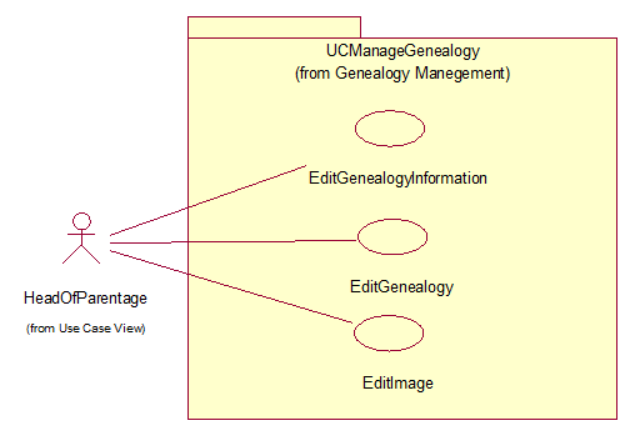 UCManageGenealogy
(from Genealogy Manegement)
EditGenealogyInformation
EditGenealogy
HeadOfParentage
(from Use Case View)
EditImage